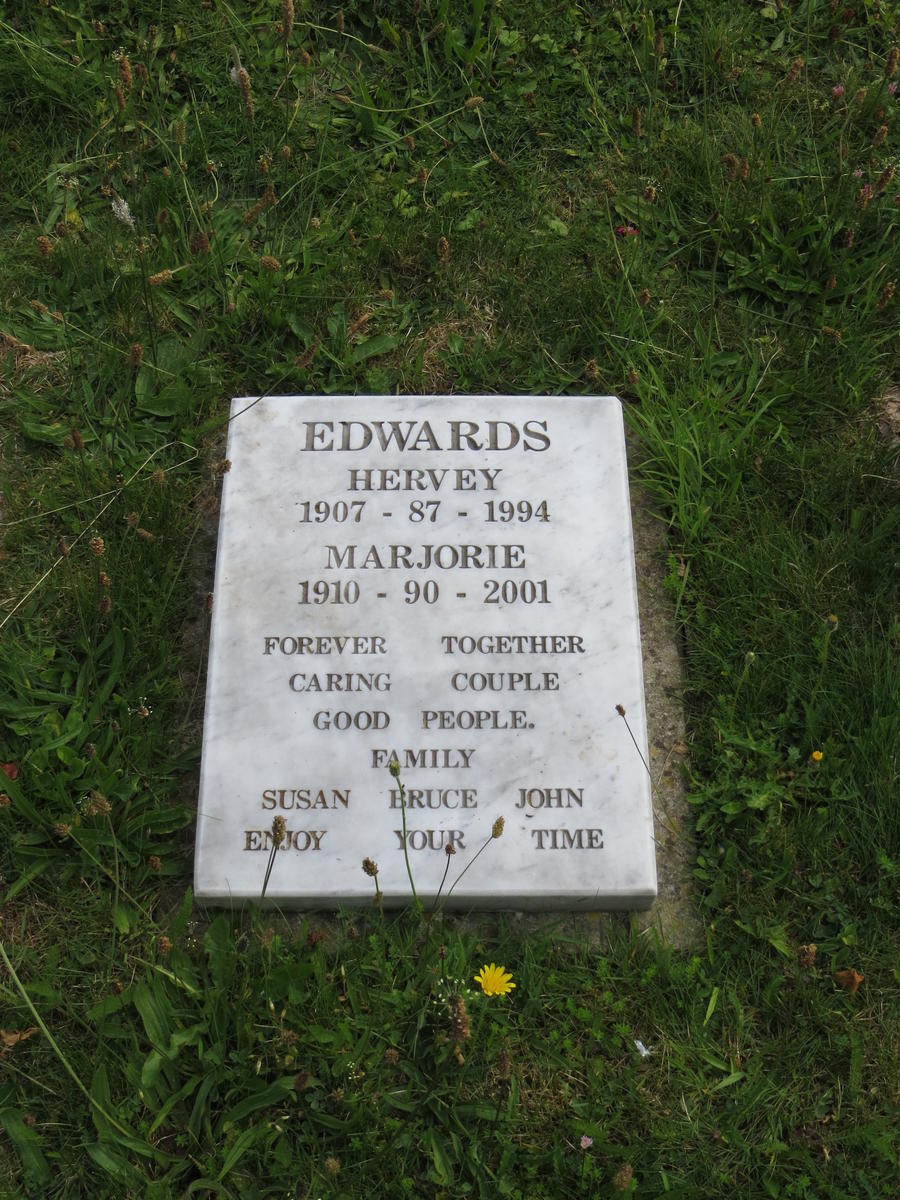 EDWARDS
HERVEY
1907 - 87 - 1994
MARJORIE
1910 - 90 - 2001
FOREVER TOGETHER
CARING COUPLE
GOOD PEOPLE.
FAMILY
SUSAN BRUCE JOHN
ENJOY YOUR TIME